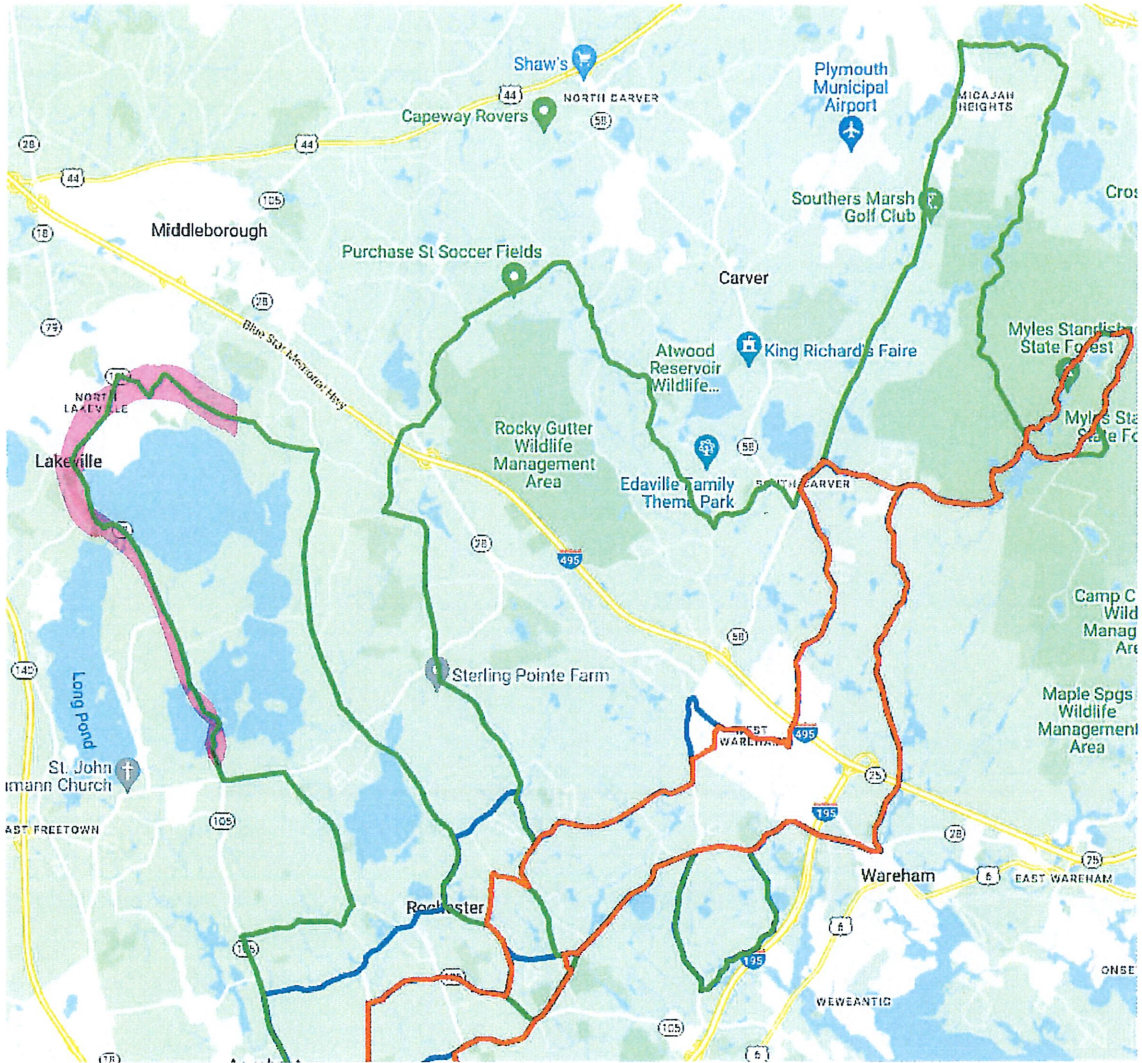 Shaw's
44
NORTH CARVER
Capeway Rovers
58
Plymouth
Municipal
Airport
MICAJAH
HEIGHTS
28
44
44
105
18
Middleborough
Southers Marsh
Golf Club
Purchase St Soccer Fields
Carver
28
79
Blue Star Memorial Hwy
Atwood
Reservoir
Wildlife...
King Richard's Faire
Myles Standish
State Forest
NORTH
LAKEVILLE
Lakeville
Rocky Gutter
Wildlife
Management
Area
58
Edaville Family
Theme Park
SOUTH CARVER
28
495
Camp C
Wild
Manag
Are
58
140
Long Pond
Sterling Pointe Farm
Maple Spgs
Wildlife
Management
Area
WEST
WAREHAM
495
St. John
umann Church
25
195
105
AST FREETOWN
28
25
Wareham
6
EAST WAREHAM
Rochester
6
105
195
ONSE
WEWEANTIC
105
6
18